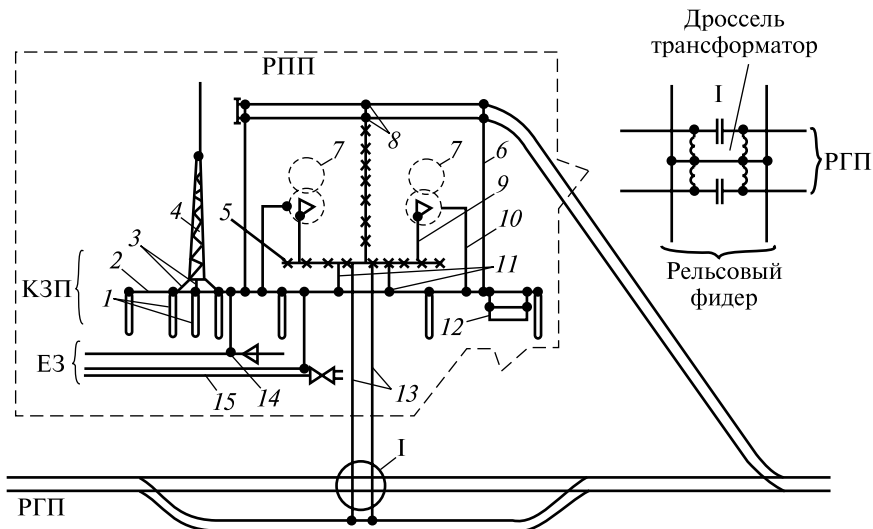 РПП
Дроссель
трансформатор
I
РГП
Рельсовый
фидер
7
7
8
6
9
10
4
5
3
2
КЗП
1
11
12
ЕЗ
13
14
15
I
РГП